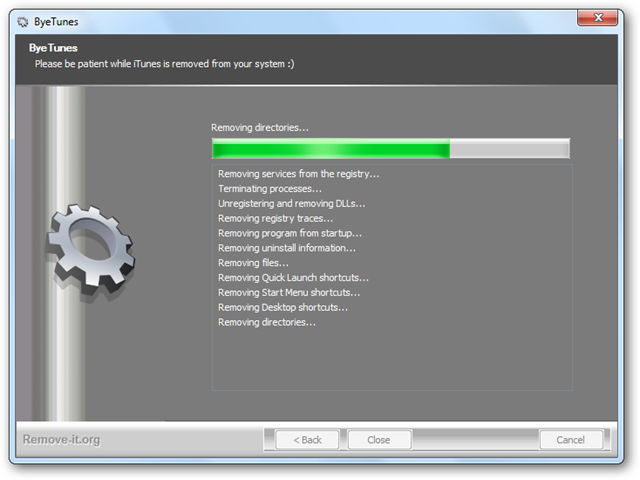 ByeTunes
ByeTunes
Please be patient while iTunes is removed from your system :)
Removing directories...
Removing services from the registry...
Terminating processes...
Unregistering and removing DLLs...
Removing registry traces...
Removing program from startup...
Removing uninstall information...
Removing files...
Removing Quick Launch shortcuts...
Removing Start Menu shortcuts...
Removing Desktop shortcuts...
Removing directories...
Remove-it.org
< Back
Close
Cancel